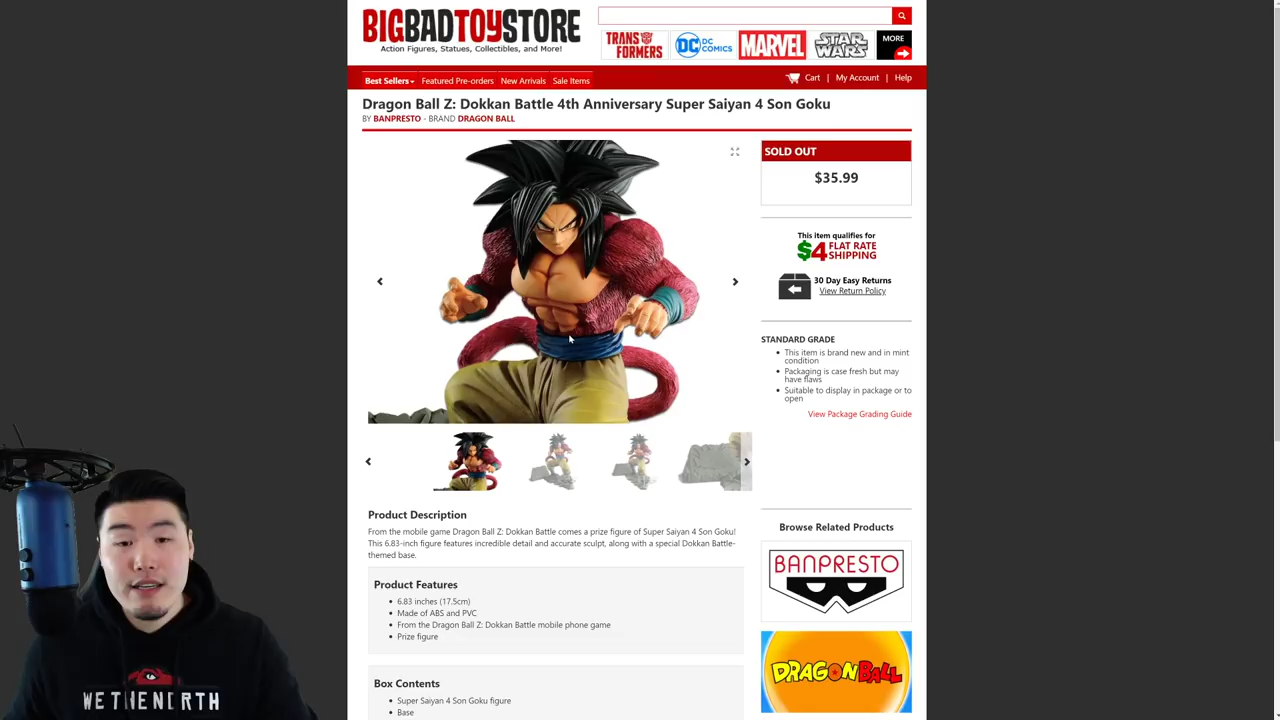 BIGBADTOYSTORE
Action Figures, Statues, Collectibles, and More!
TRANSFORMERS
DC COMICS
MARVEL
STAR WARS
MORE
Best Sellers
Featured Pre-orders
New Arrivals
Sale Items
Cart | My Account | Help
Dragon Ball Z: Dokkan Battle 4th Anniversary Super Saiyan 4 Son Goku
BY BANPRESTO - BRAND DRAGON BALL
SOLD OUT
$35.99
This item qualifies for
$4 FLAT RATE SHIPPING
30 Day Easy Returns
View Return Policy
STANDARD GRADE
This item is brand new and in mint
condition
Packaging is case fresh but may
have flaws
Suitable to display in package or to
open
View Package Grading Guide
Product Description
From the mobile game Dragon Ball Z: Dokkan Battle comes a prize figure of Super Saiyan 4 Son Goku!
This 6.83-inch figure features incredible detail and accurate sculpt, along with a special Dokkan Battle-
themed base.
Product Features
6.83 inches (17.5cm)
Made of ABS and PVC
From the Dragon Ball Z: Dokkan Battle mobile phone game
Prize figure
Box Contents
Super Saiyan 4 Son Goku figure
Base
Browse Related Products
BANPRESTO
DRAGON BALL
WETHENORTH